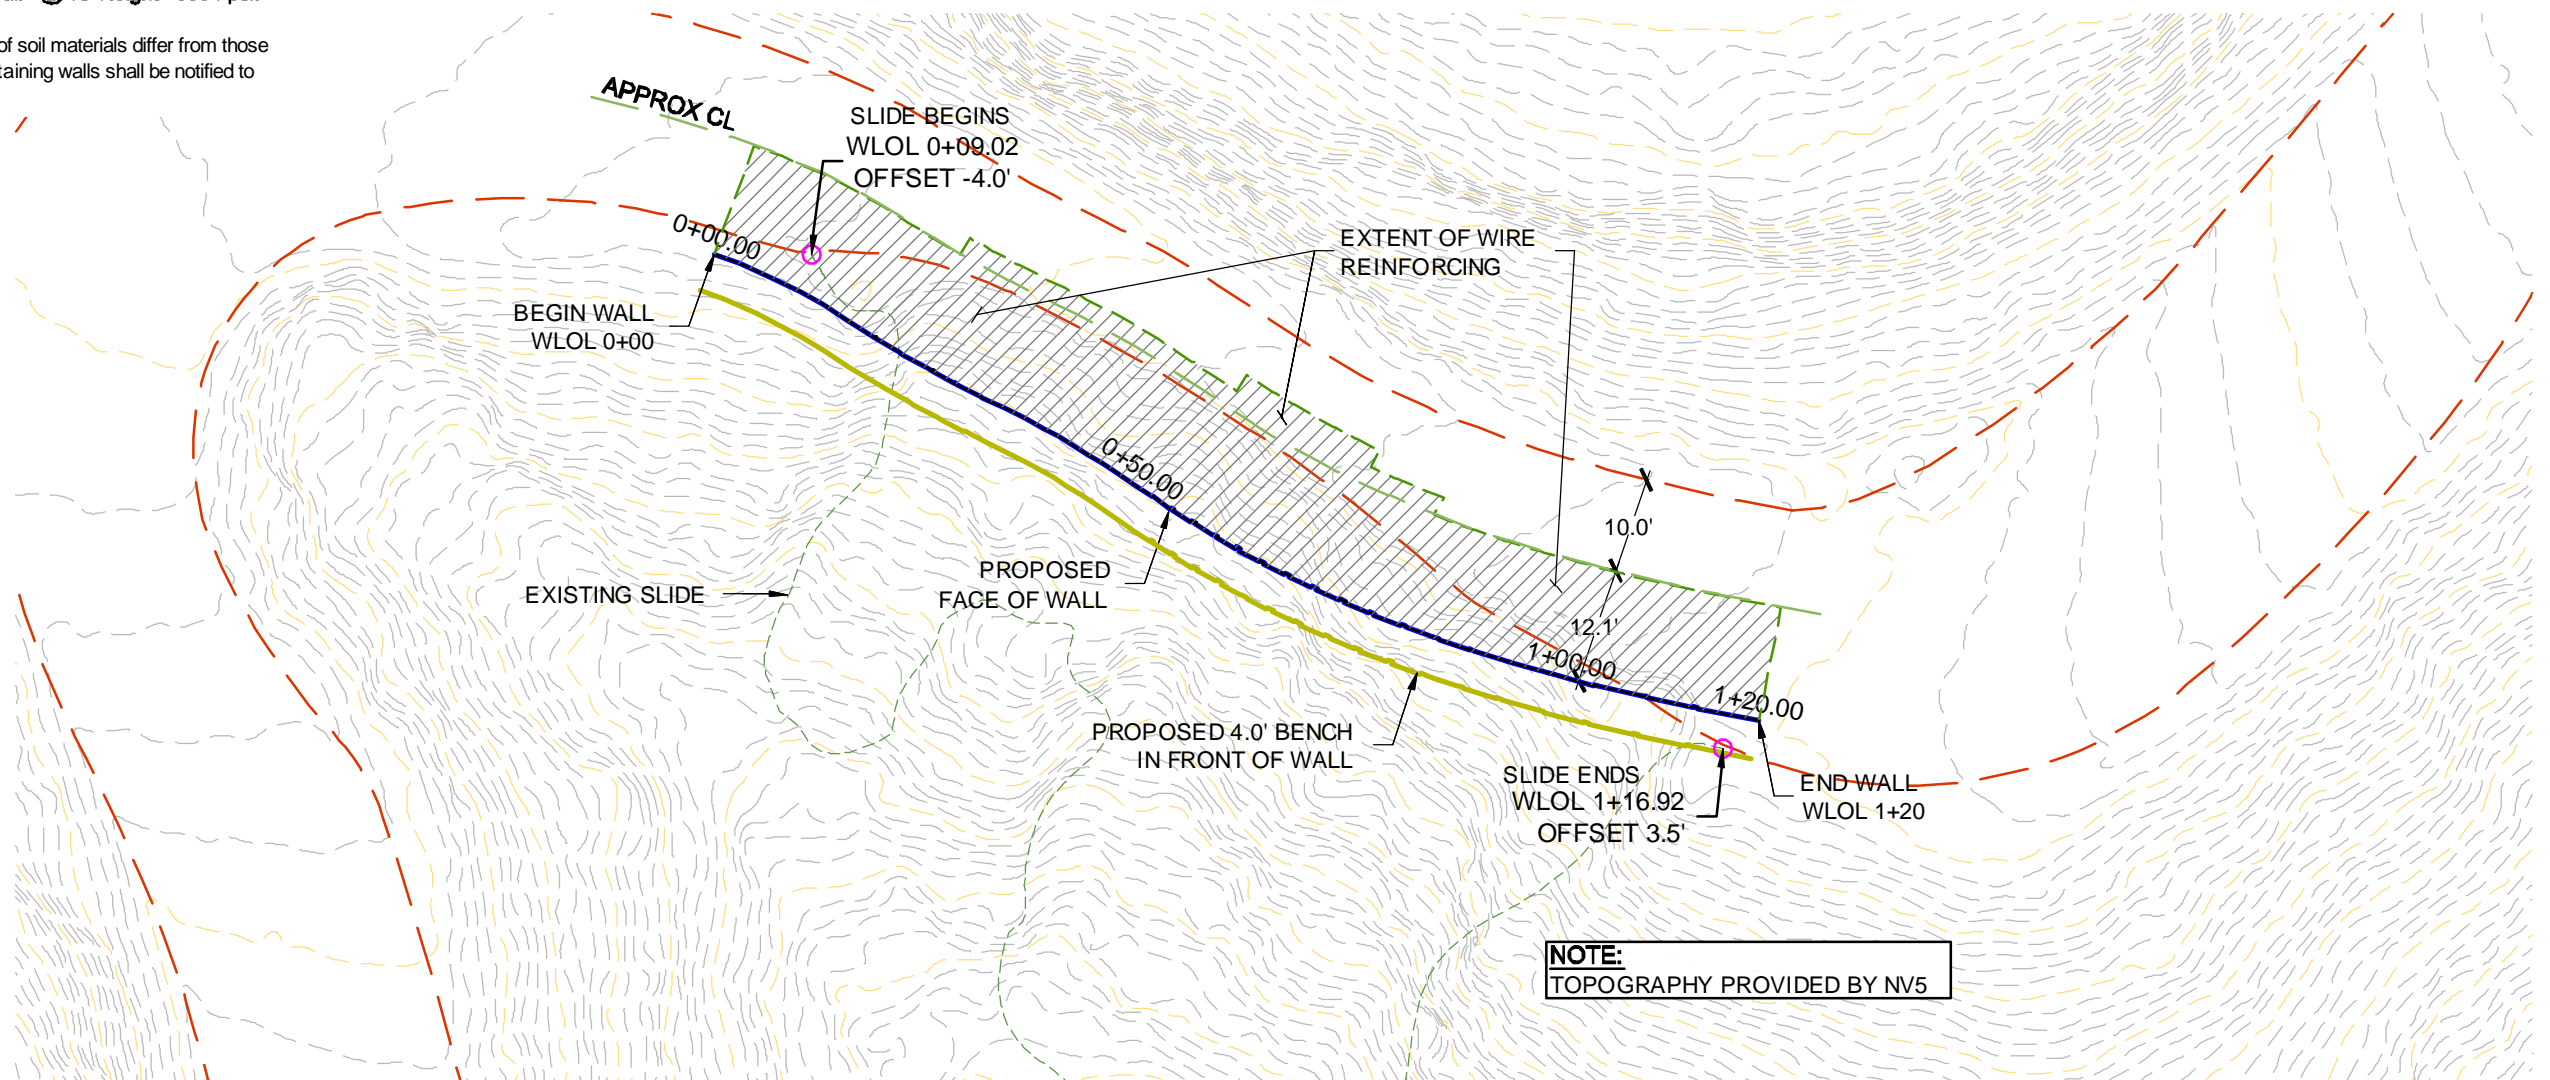 of soil materials differ from those
taining walls shall be notified to
APPROX CL
SLIDE BEGINS
WLOL 0+09.02
OFFSET -4.0'
0+00.00
EXTENT OF WIRE
REINFORCING
BEGIN WALL
WLOL 0+00
0+50.00
10.0'
PROPOSED
FACE OF WALL
EXISTING SLIDE
12.1'
1+00.00
1+20.00
PROPOSED 4.0' BENCH
IN FRONT OF WALL
SLIDE ENDS
WLOL 1+16.92
OFFSET 3.5'
END WALL
WLOL 1+20
NOTE:
TOPOGRAPHY PROVIDED BY NV5